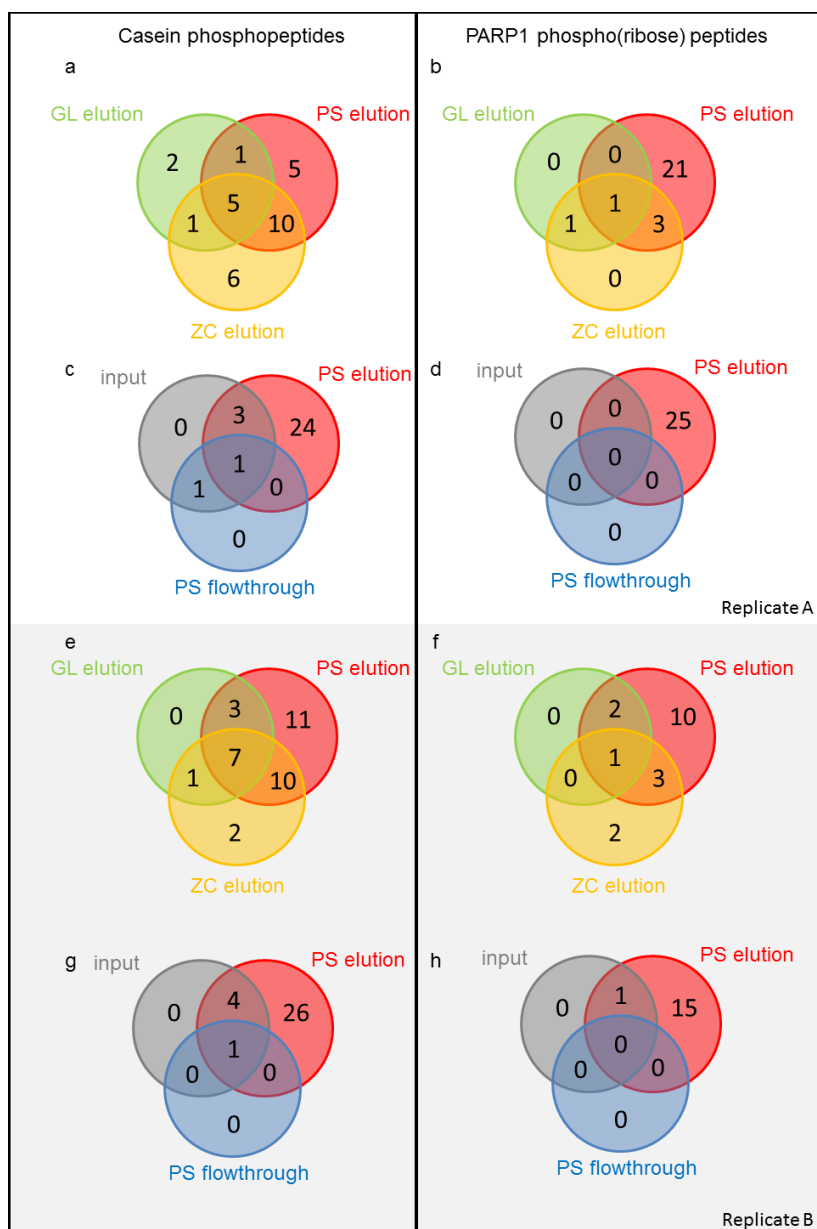 Casein phosphopeptides
PARP1 phospho(ribose) peptides
a
GL elution
PS elution
2
1
5
5
1
10
6
ZC elution
b
GL elution
PS elution
0
0
21
1
1
3
0
ZC elution
c
input
PS elution
0
3
24
1
1
0
0
PS flowthrough
d
input
PS elution
0
0
25
0
0
0
0
PS flowthrough
Replicate A
e
GL elution
PS elution
0
3
11
7
1
10
2
ZC elution
f
GL elution
PS elution
0
2
10
1
0
3
2
ZC elution
g
input
PS elution
0
4
26
1
0
0
0
PS flowthrough
h
input
PS elution
0
1
15
0
0
0
0
PS flowthrough
Replicate B